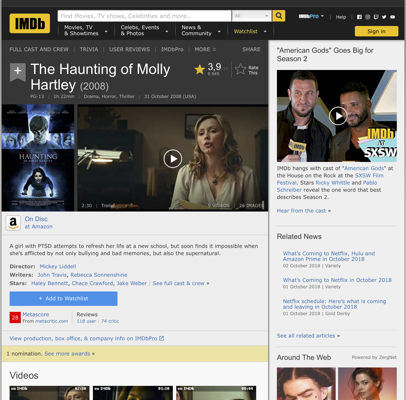 IMDb
Find Movies, TV shows, Celebrities and more...
All
IMDbPro
Help
Movies, TV
& Showtimes
Celebs, Events
& Photos
News &
Community
Watchlist
Sign in
FULL CAST AND CREW | TRIVIA | USER REVIEWS | IMDbPro | MORE
SHARE
The Haunting of Molly
Hartley (2008)
3,9
Rate
This
PG-13 | 1h 22min | Drama, Horror, Thriller | 31 October 2008 (USA)
HAUNTING
2:30 | Trailer
26 IMAGES
On Disc
at Amazon
A girl with PTSD attempts to refresh her life at a new school, but soon finds it impossible when
she's afflicted by not only bullying and bad memories, but also the supernatural.
Director: Mickey Liddell
Writers: John Travis, Rebecca Sonnenshine
Stars: Haley Bennett, Chace Crawford, Jake Weber | See full cast & crew »
+ Add to Watchlist
28
Metascore
From metacritic.com
Reviews
118 user | 74 critic
View production, box office, & company info on IMDbPro
1 nomination. See more awards »
Videos
"American Gods" Goes Big for
Season 2
IMDb
AT
SXSW
IMDb hangs with cast of "American Gods" at
the House on the Rock at the SXSW Film
Festival. Stars Ricky Whittle and Pablo
Schreiber reveal the one word that best
describes Season 2.
Hear from the cast »
Related News
What's Coming to Netflix, Hulu and
Amazon Prime in October 2018
02 October 2018 | Variety
What's Coming to Netflix in October 2018
01 October 2018 | Variety
Netflix schedule: Here's what is coming
and leaving in October 2018
01 October 2018 | Gold Derby
See all related articles »
Around The Web
Powered by ZergNet